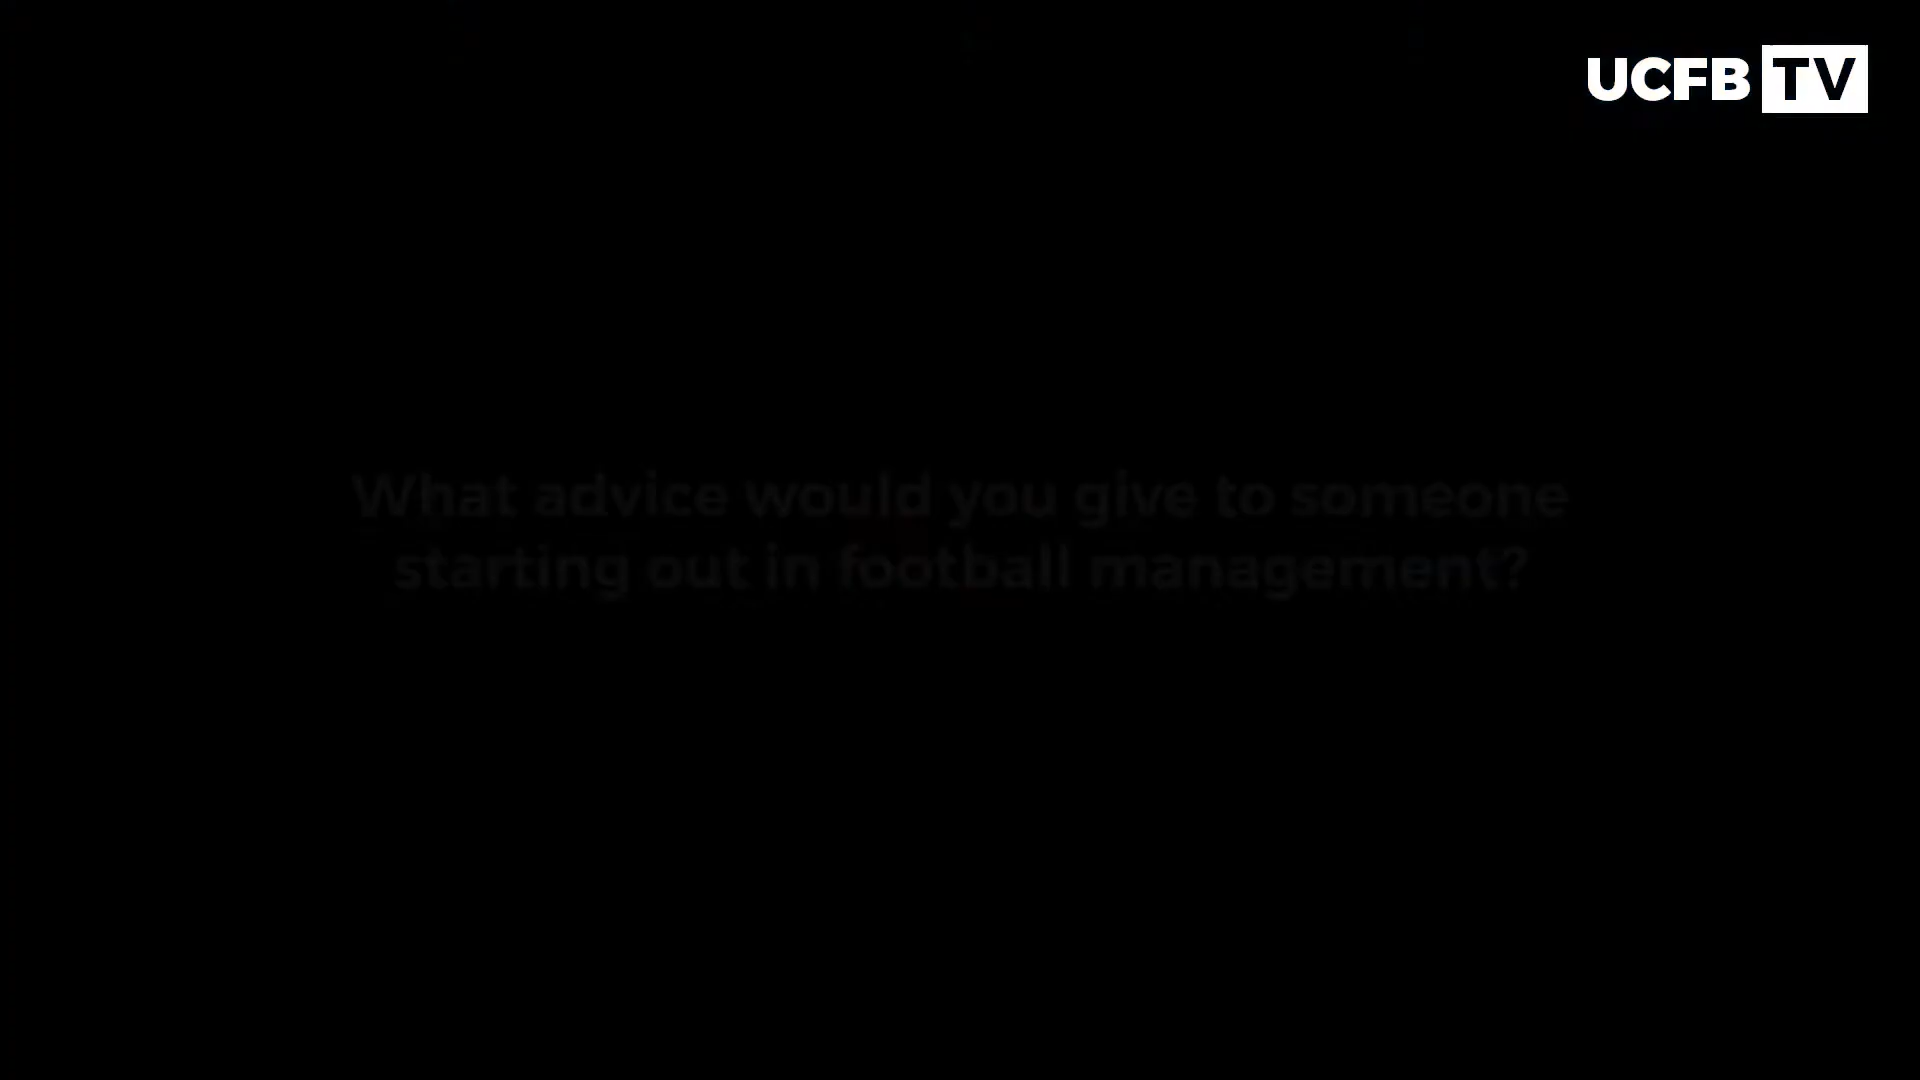 UCFB TV
What advice would you give to someone
starting out in football management?